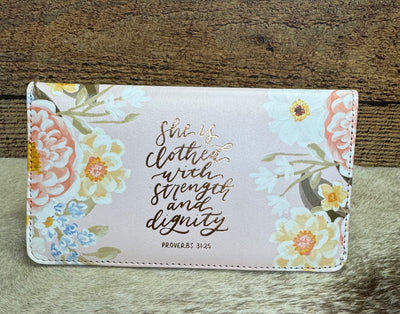 She is
clothed
with
strength
and
dignity
PROVERBS 31:25